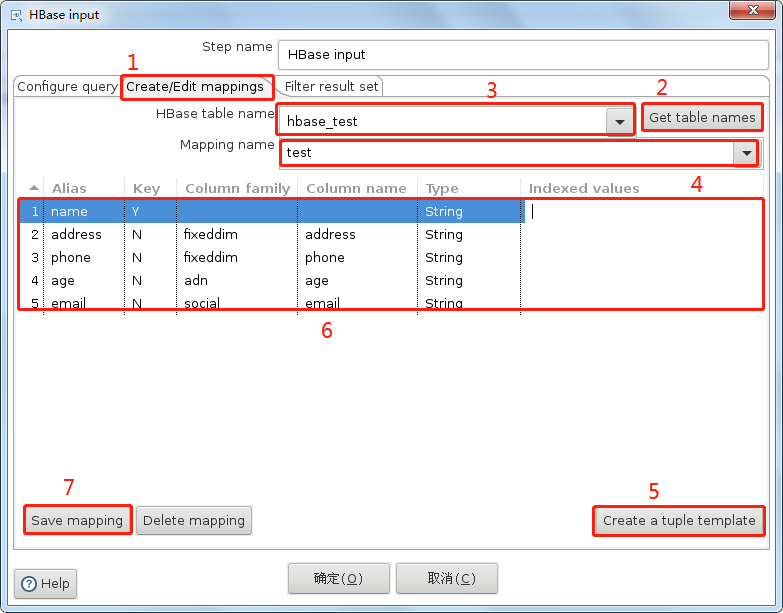 HBase input
Step name HBase input
1
Configure query Create/Edit mappings Filter result set
3 2
HBase table name hbase_test Get table names
Mapping name test
Alias Key Column family Column name Type Indexed values
4
1 name Y String
2 address N fixeddim address String
3 phone N fixeddim phone String
4 age N adn age String
5 email N social email String
6
7 5
Save mapping Delete mapping Create a tuple template
Help 确定(O) 取消(C)